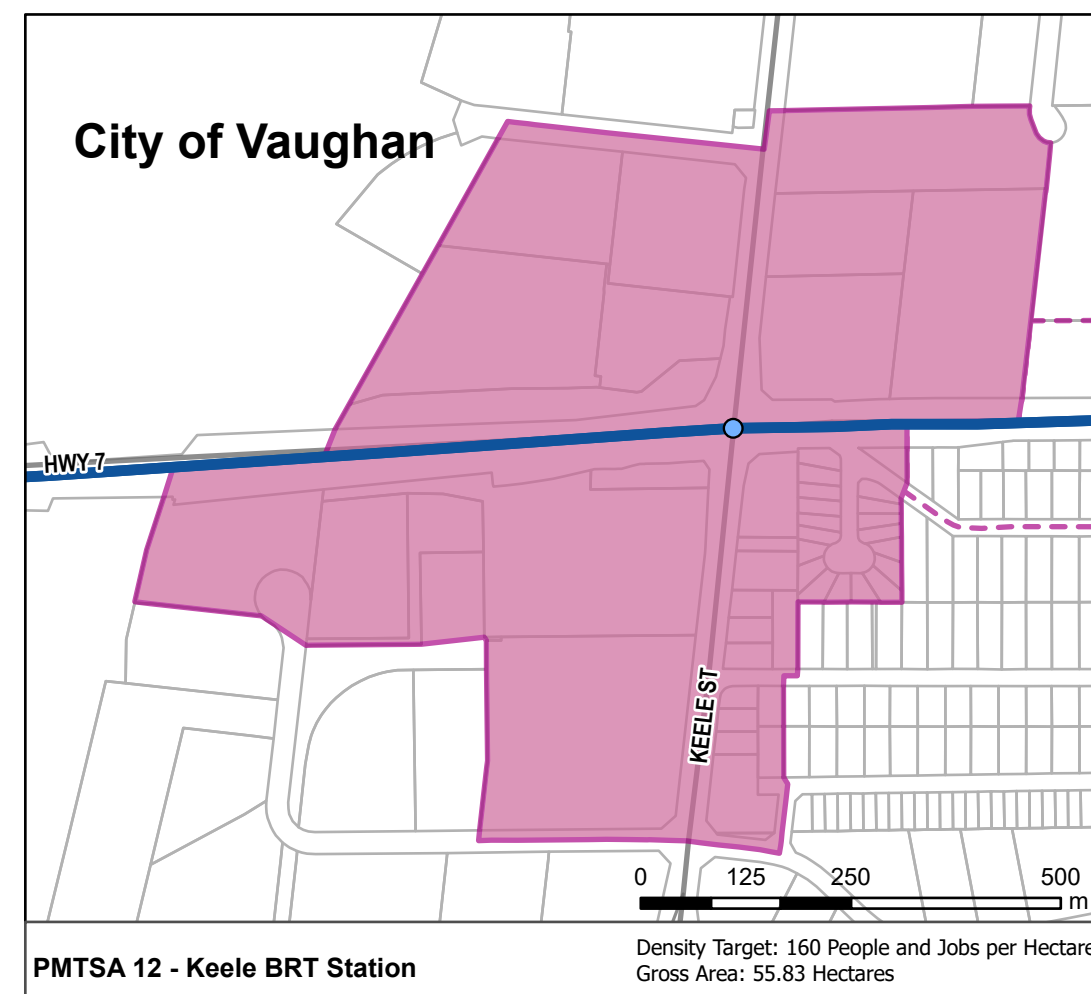 City of Vaughan
HWY 7
KEELE ST
0 125 250 500
m
PMTSA 12 - Keele BRT Station
Density Target: 160 People and Jobs per Hectare
Gross Area: 55.83 Hectares